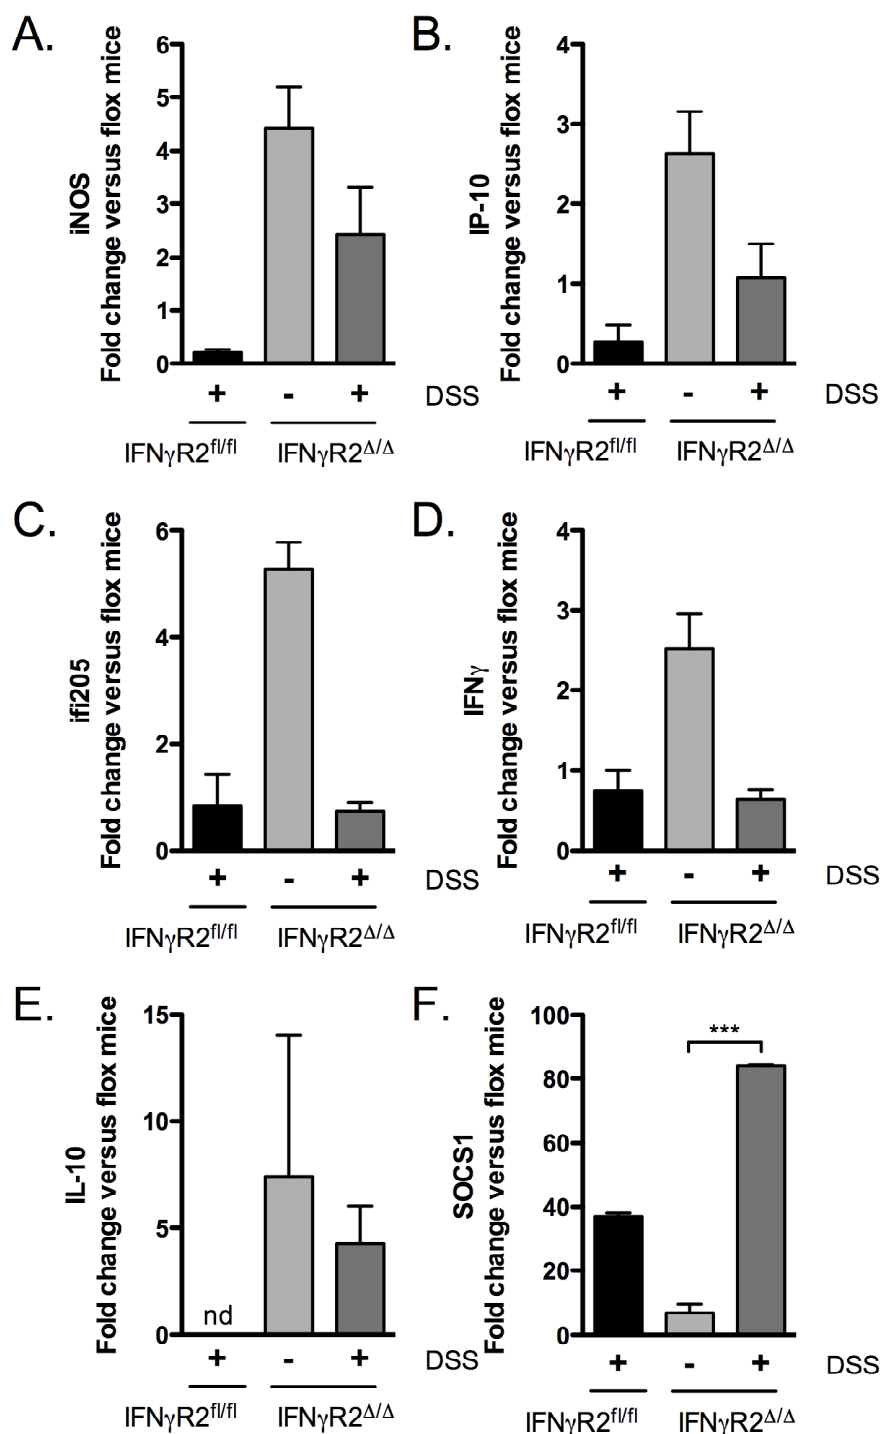 A.
iNOS
Fold change versus flox mice
6
5
4
3
2
1
0
+ - + DSS
IFNγR2fl/fl IFNγR2Δ/Δ
B.
IP-10
Fold change versus flox mice
4
3
2
1
0
+ - + DSS
IFNγR2fl/fl IFNγR2Δ/Δ
C.
ifi205
Fold change versus flox mice
6
4
2
0
+ - + DSS
IFNγR2fl/fl IFNγR2Δ/Δ
D.
IFNγ
Fold change versus flox mice
4
3
2
1
0
+ - + DSS
IFNγR2fl/fl IFNγR2Δ/Δ
E.
IL-10
Fold change versus flox mice
15
10
5
0
nd
+ - + DSS
IFNγR2fl/fl IFNγR2Δ/Δ
F.
SOCS1
Fold change versus flox mice
100
80
60
40
20
0
***
+ - + DSS
IFNγR2fl/fl IFNγR2Δ/Δ